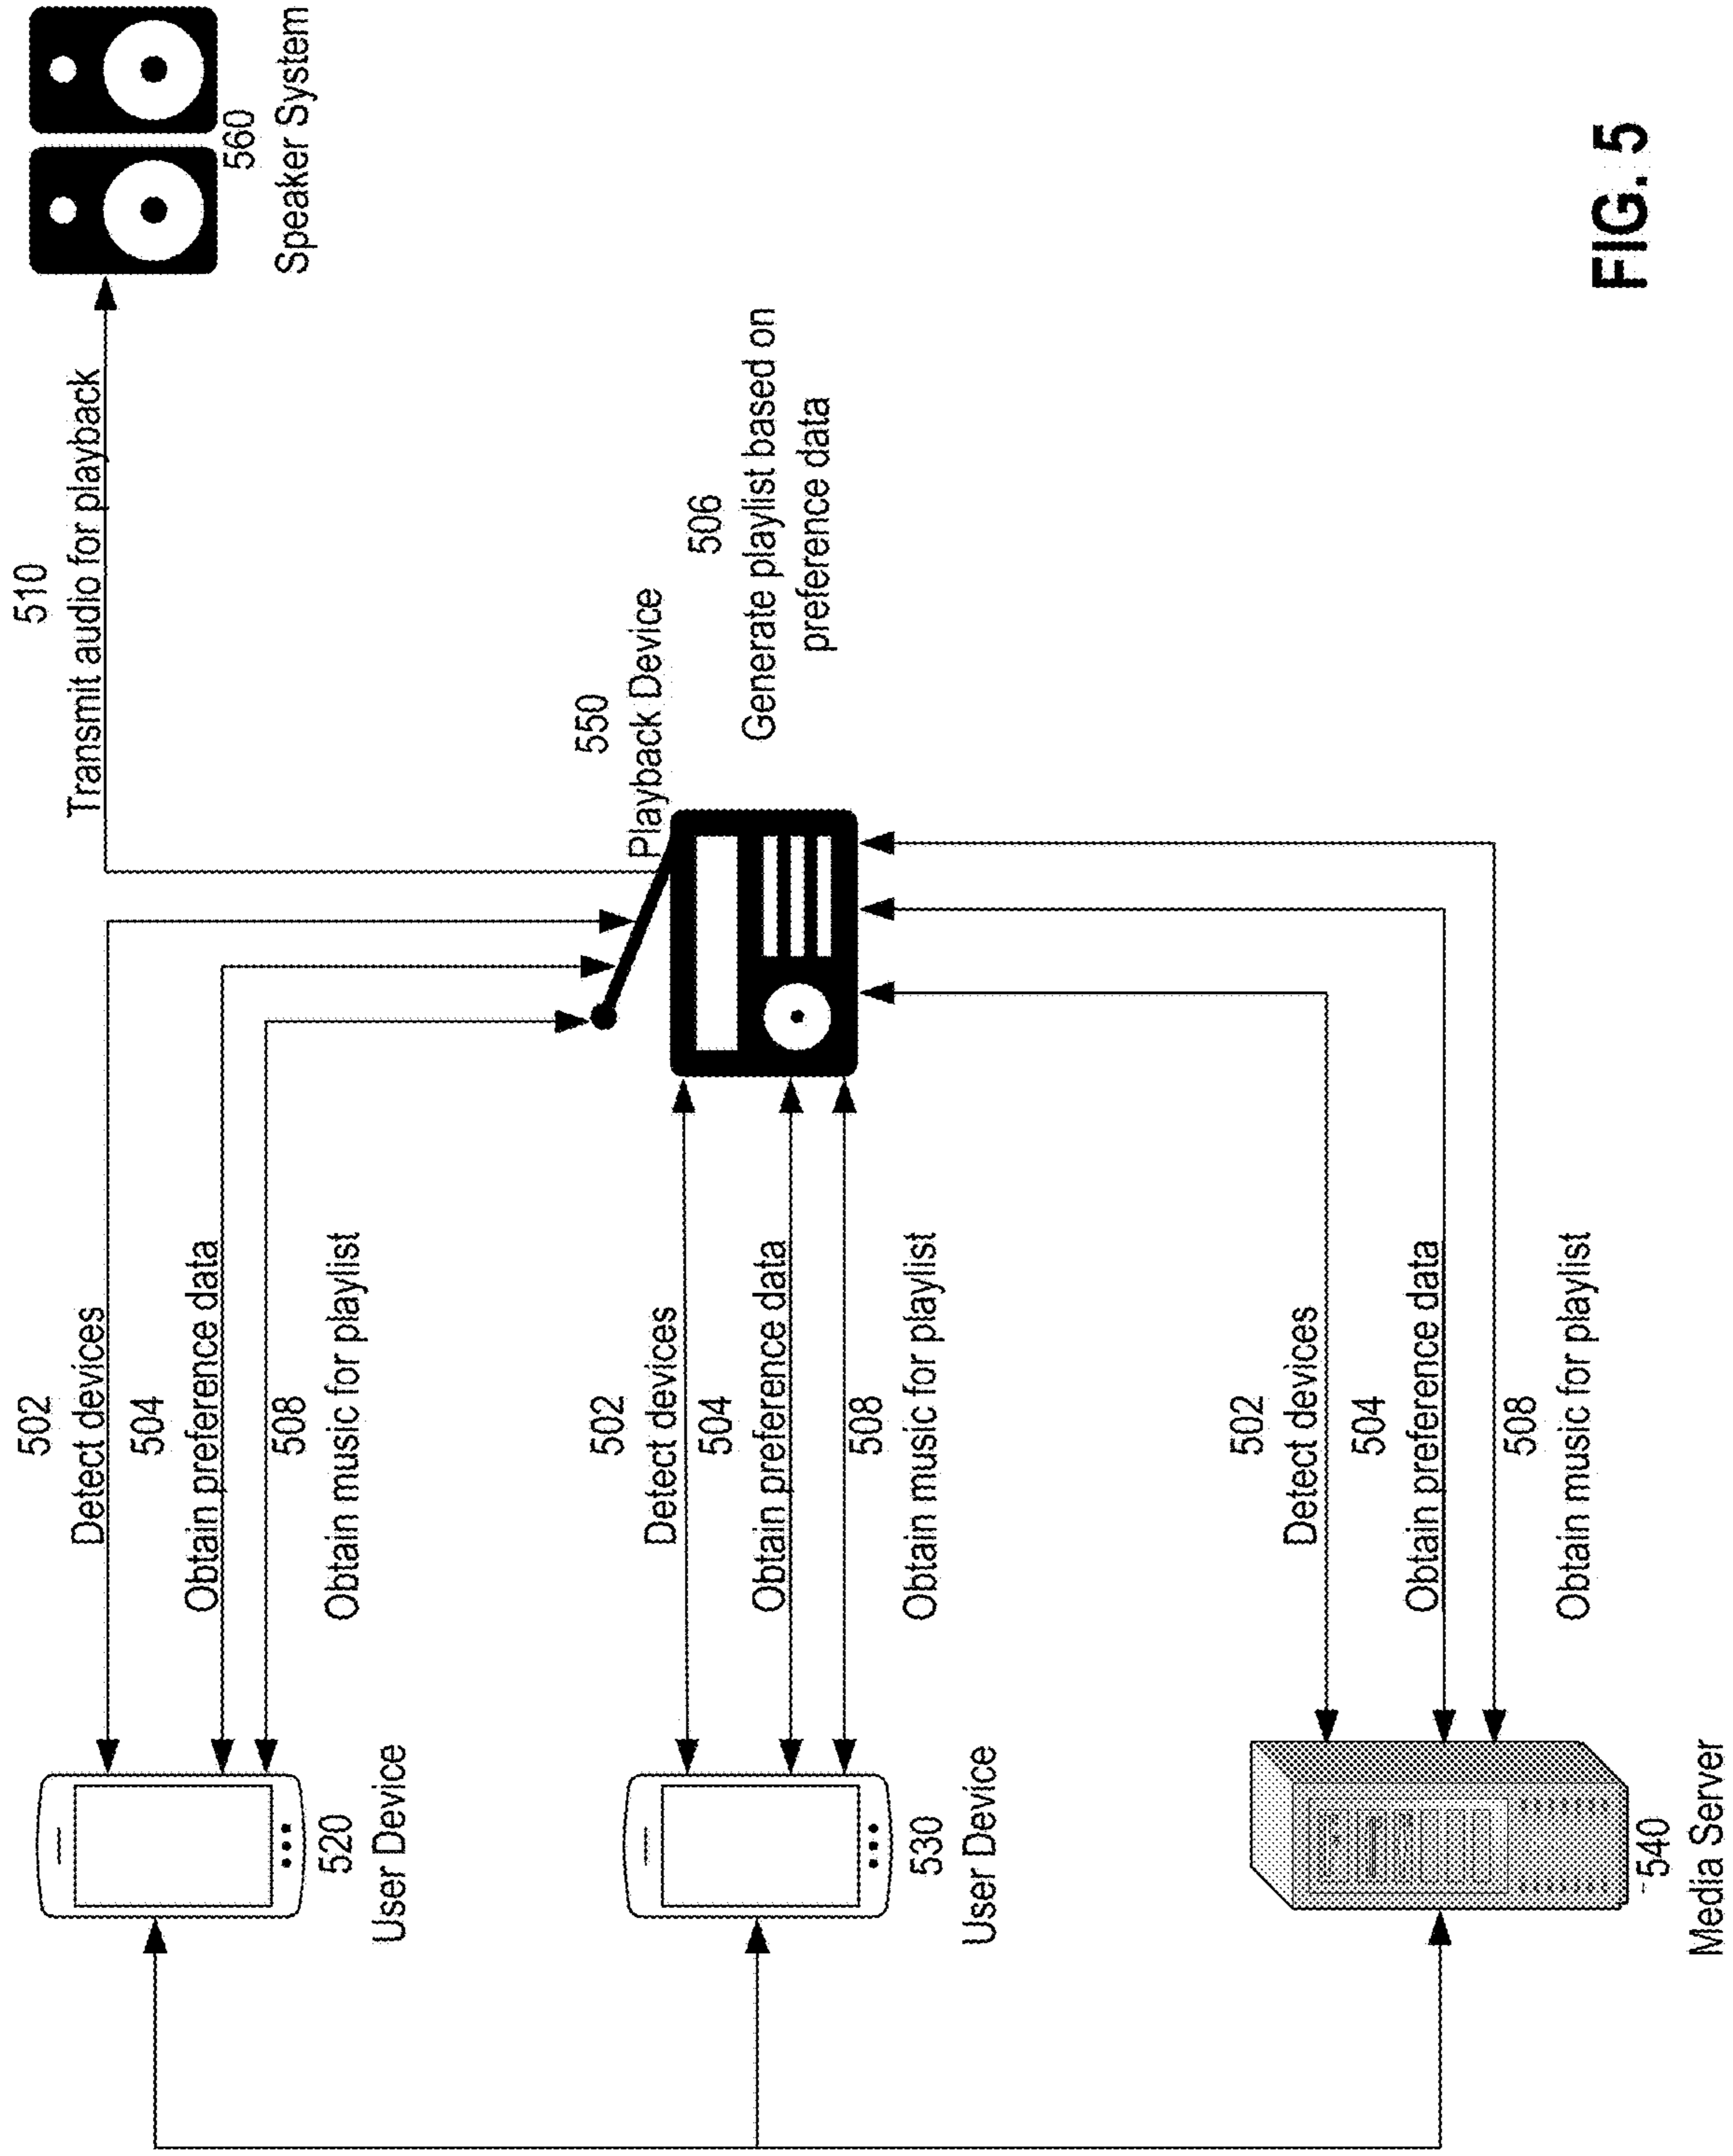 510
Transmit audio for playback
560
Speaker System
502
Detect devices
504
Obtain preference data
508
Obtain music for playlist
520
User Device
550
Playback Device
506
Generate playlist based on
preference data
502
Detect devices
504
Obtain preference data
508
Obtain music for playlist
530
User Device
502
Detect devices
504
Obtain preference data
508
Obtain music for playlist
540
Media Server
FIG. 5